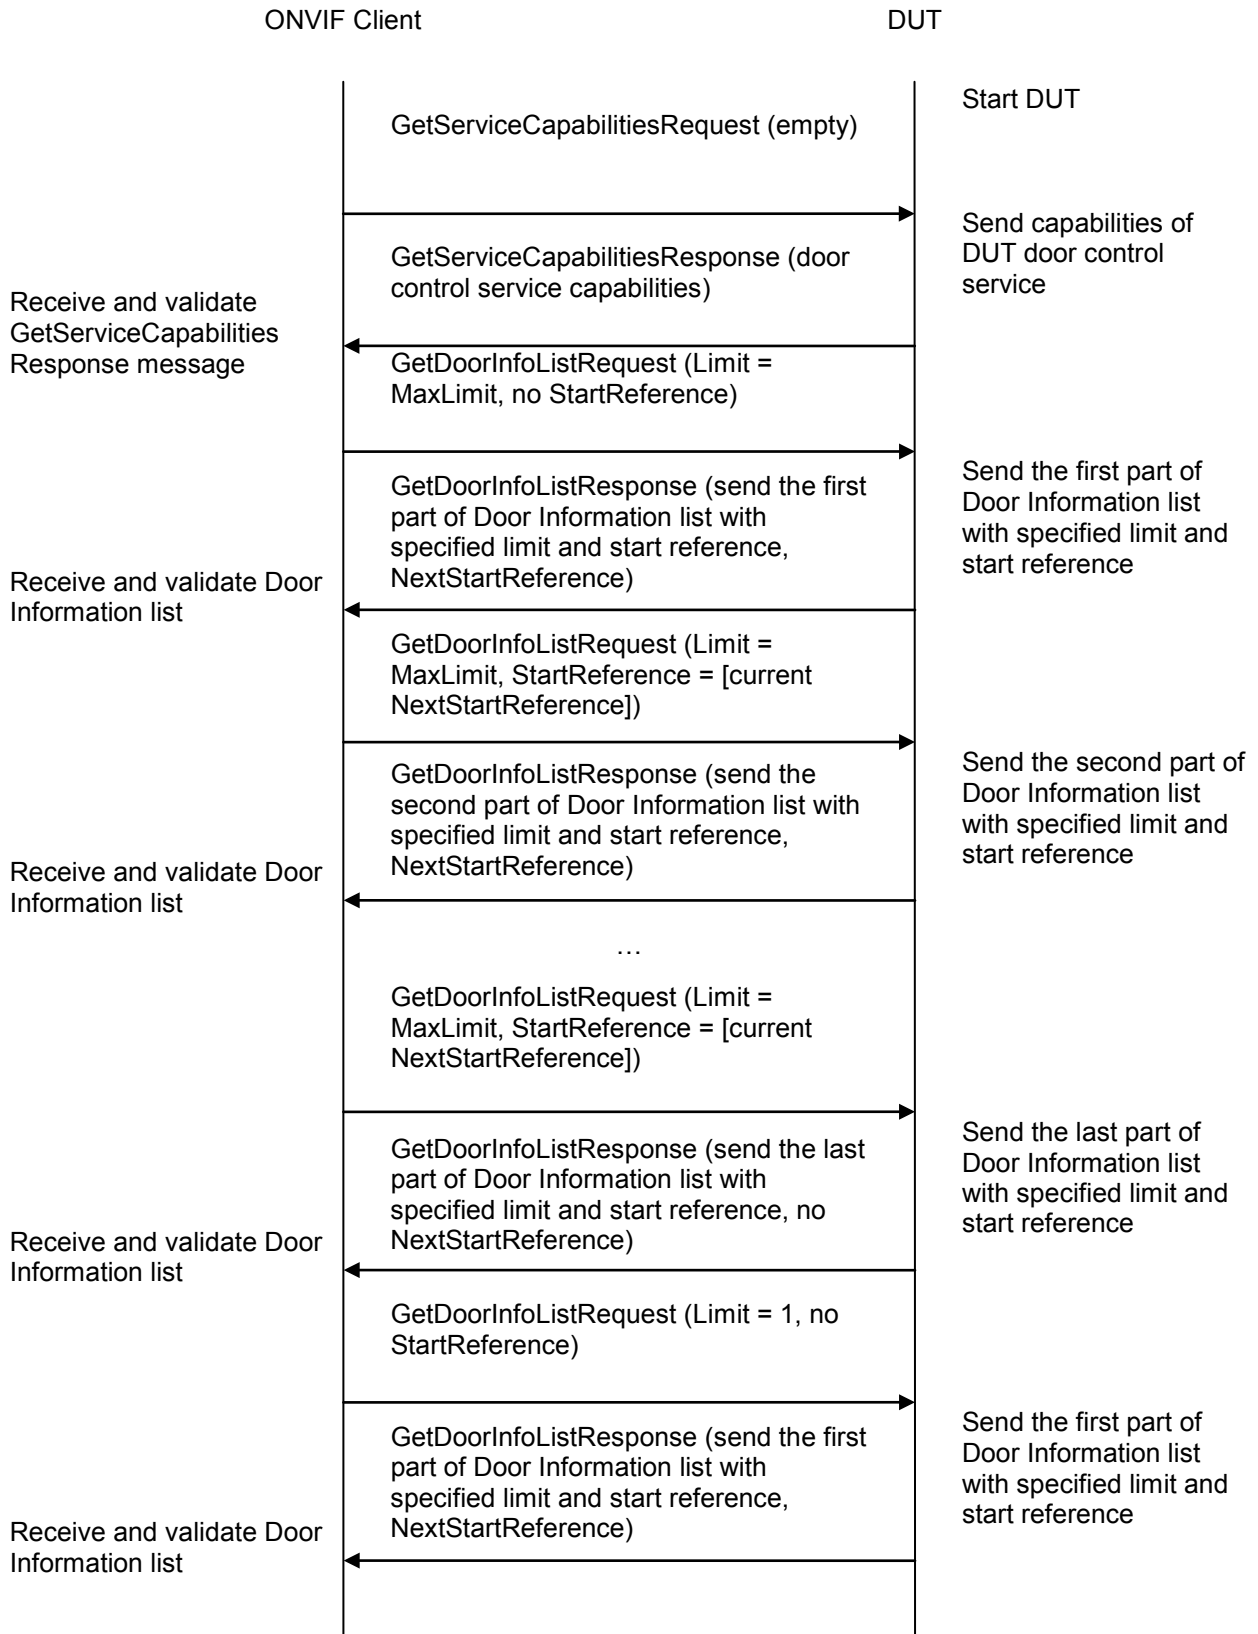 ONVIF Client
DUT
Start DUT
GetServiceCapabilitiesRequest (empty)
Send capabilities of
DUT door control
service
GetServiceCapabilitiesResponse (door
control service capabilities)
Receive and validate
GetServiceCapabilities
Response message
GetDoorInfoListRequest (Limit =
MaxLimit, no StartReference)
Send the first part of
Door Information list
with specified limit and
start reference
GetDoorInfoListResponse (send the first
part of Door Information list with
specified limit and start reference,
NextStartReference)
Receive and validate Door
Information list
GetDoorInfoListRequest (Limit =
MaxLimit, StartReference = [current
NextStartReference])
Send the second part of
Door Information list
with specified limit and
start reference
GetDoorInfoListResponse (send the
second part of Door Information list with
specified limit and start reference,
NextStartReference)
Receive and validate Door
Information list
…
GetDoorInfoListRequest (Limit =
MaxLimit, StartReference = [current
NextStartReference])
Send the last part of
Door Information list
with specified limit and
start reference
GetDoorInfoListResponse (send the last
part of Door Information list with
specified limit and start reference, no
NextStartReference)
Receive and validate Door
Information list
GetDoorInfoListRequest (Limit = 1, no
StartReference)
Send the first part of
Door Information list
with specified limit and
start reference
GetDoorInfoListResponse (send the first
part of Door Information list with
specified limit and start reference,
NextStartReference)
Receive and validate Door
Information list